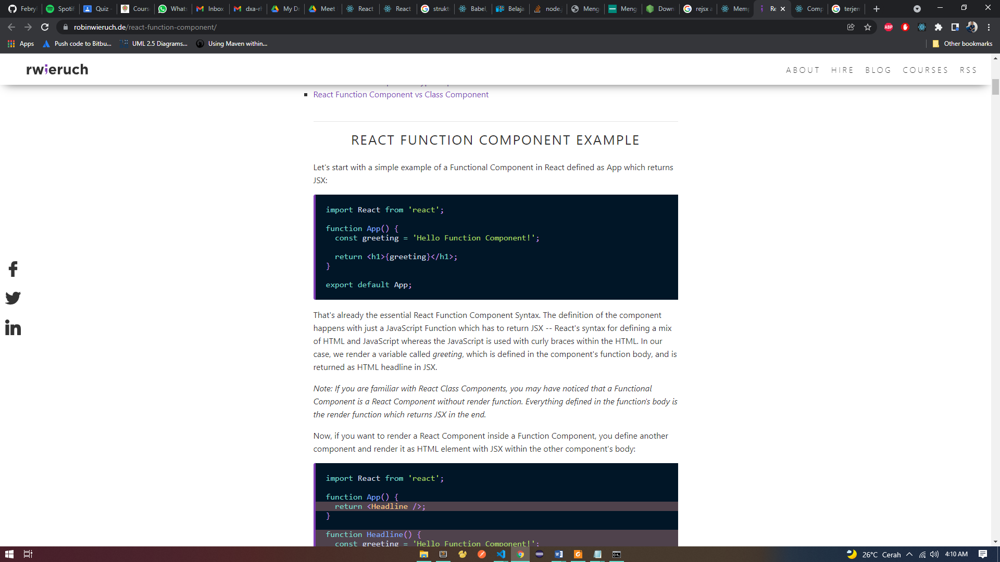 Febryl
Spotif
Quiz -
Cours
Whats
Inbox
dxa-rl
My Dr
Meet
React
React
strukt
Babel,
Belaja
node.j
Meng
Meng
Down
rejsx a
Memp
Re
Comp
terjem
robinwieruch.de/react-function-component/
ABP
Apps
Push code to Bitbu...
UML 2.5 Diagrams...
Using Maven within...
Other bookmarks
rwieruch
ABOUT HIRE BLOG COURSES RSS
React Function Component vs Class Component
REACT FUNCTION COMPONENT EXAMPLE
Let's start with a simple example of a Functional Component in React defined as App which returns
JSX:
import React from 'react';
function App() {
const greeting = 'Hello Function Component!';
return <h1>{greeting}</h1>;
}
export default App;
That's already the essential React Function Component Syntax. The definition of the component
happens with just a JavaScript Function which has to return JSX -- React's syntax for defining a mix
of HTML and JavaScript whereas the JavaScript is used with curly braces within the HTML. In our
case, we render a variable called greeting, which is defined in the component's function body, and is
returned as HTML headline in JSX.
Note: If you are familiar with React Class Components, you may have noticed that a Functional
Component is a React Component without render function. Everything defined in the function's body is
the render function which returns JSX in the end.
Now, if you want to render a React Component inside a Function Component, you define another
component and render it as HTML element with JSX within the other component's body:
import React from 'react';
function App() {
return <Headline />;
}
function Headline() {
const greeting = 'Hello Function Component!';
26°C Cerah
4:10 AM